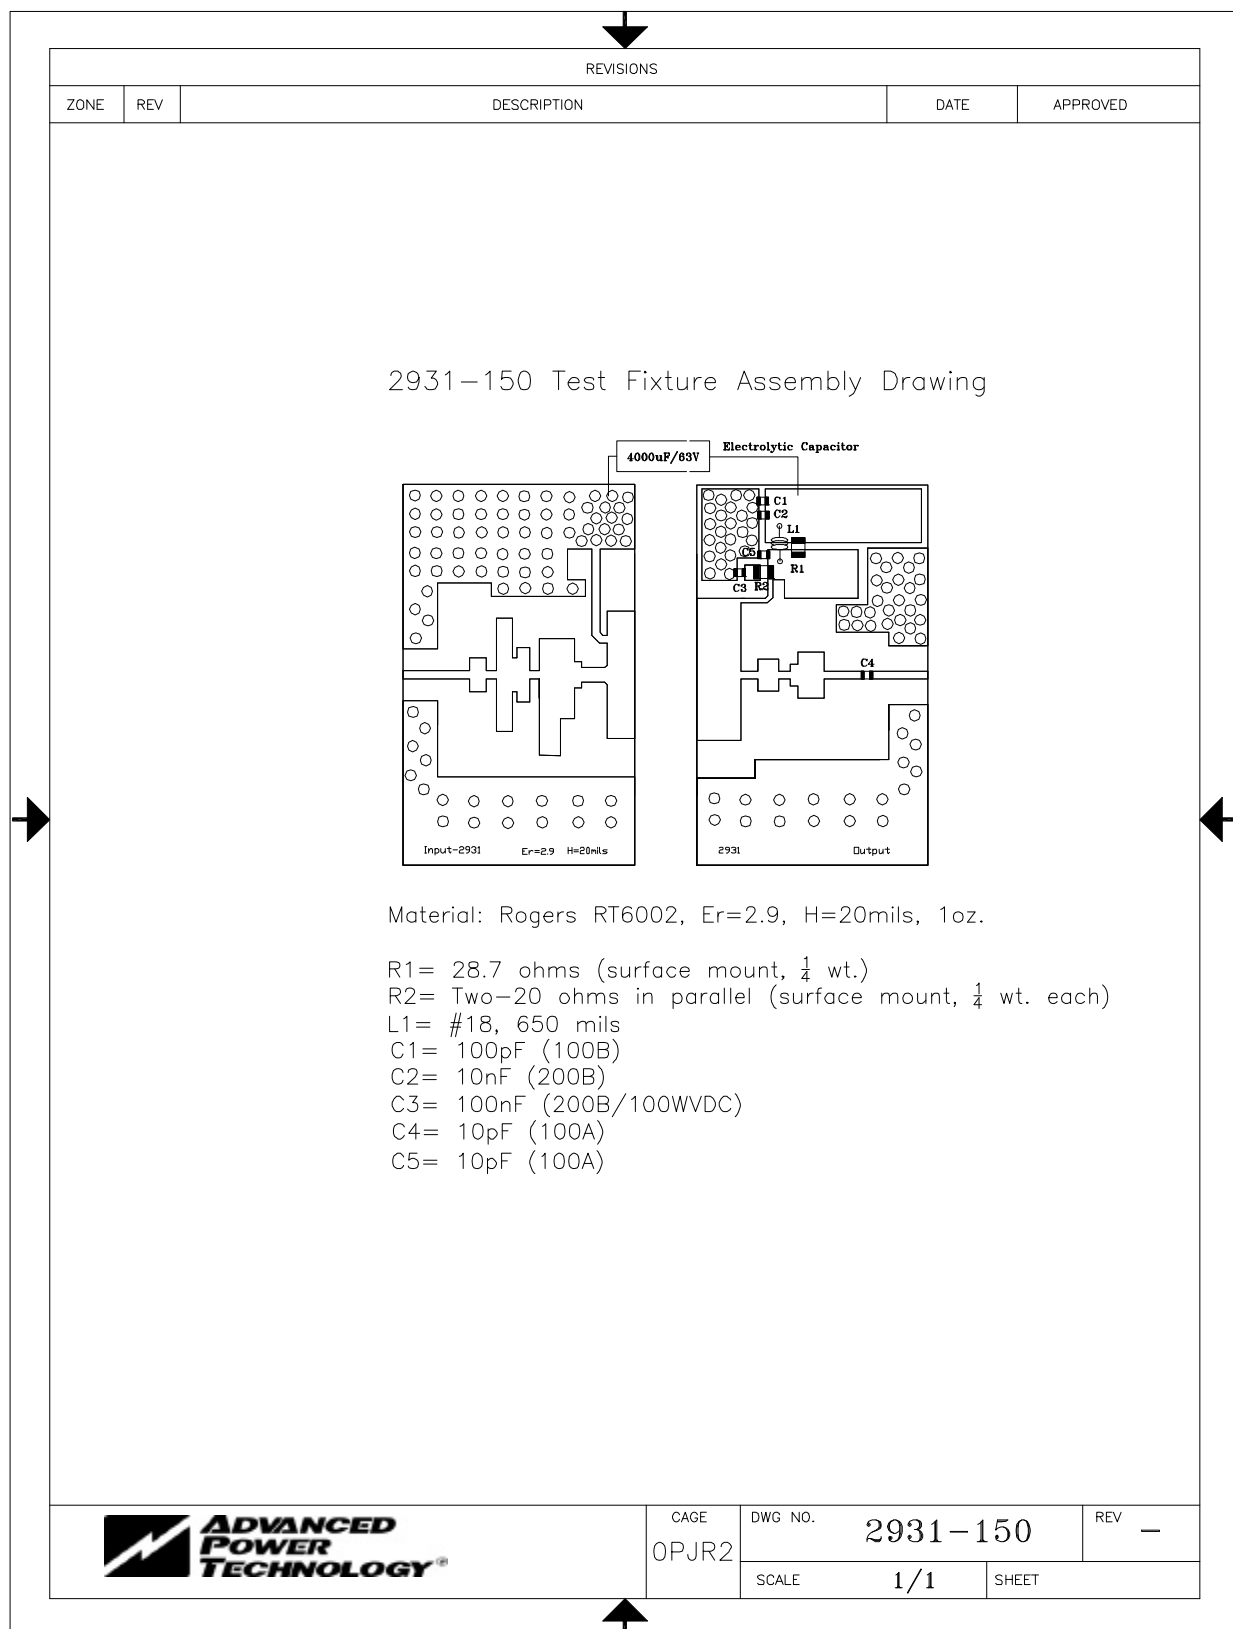 REVISIONS
ZONE REV DESCRIPTION DATE APPROVED
2931-150 Test Fixture Assembly Drawing
4000uF/63V Electrolytic Capacitor
C1
C2
L1
C5
R1
C3 R2
C4
Input-2931 Er=2.9 H=20mils
2931 Output
Material: Rogers RT6002, Er=2.9, H=20mils, 1oz.
R1= 28.7 ohms (surface mount, 1/4 wt.)
R2= Two-20 ohms in parallel (surface mount, 1/4 wt. each)
L1= #18, 650 mils
C1= 100pF (100B)
C2= 10nF (200B)
C3= 100nF (200B/100WVDC)
C4= 10pF (100A)
C5= 10pF (100A)
ADVANCED
POWER
TECHNOLOGY®
CAGE
0PJR2
DWG NO. 2931-150
REV -
SCALE 1/1 SHEET